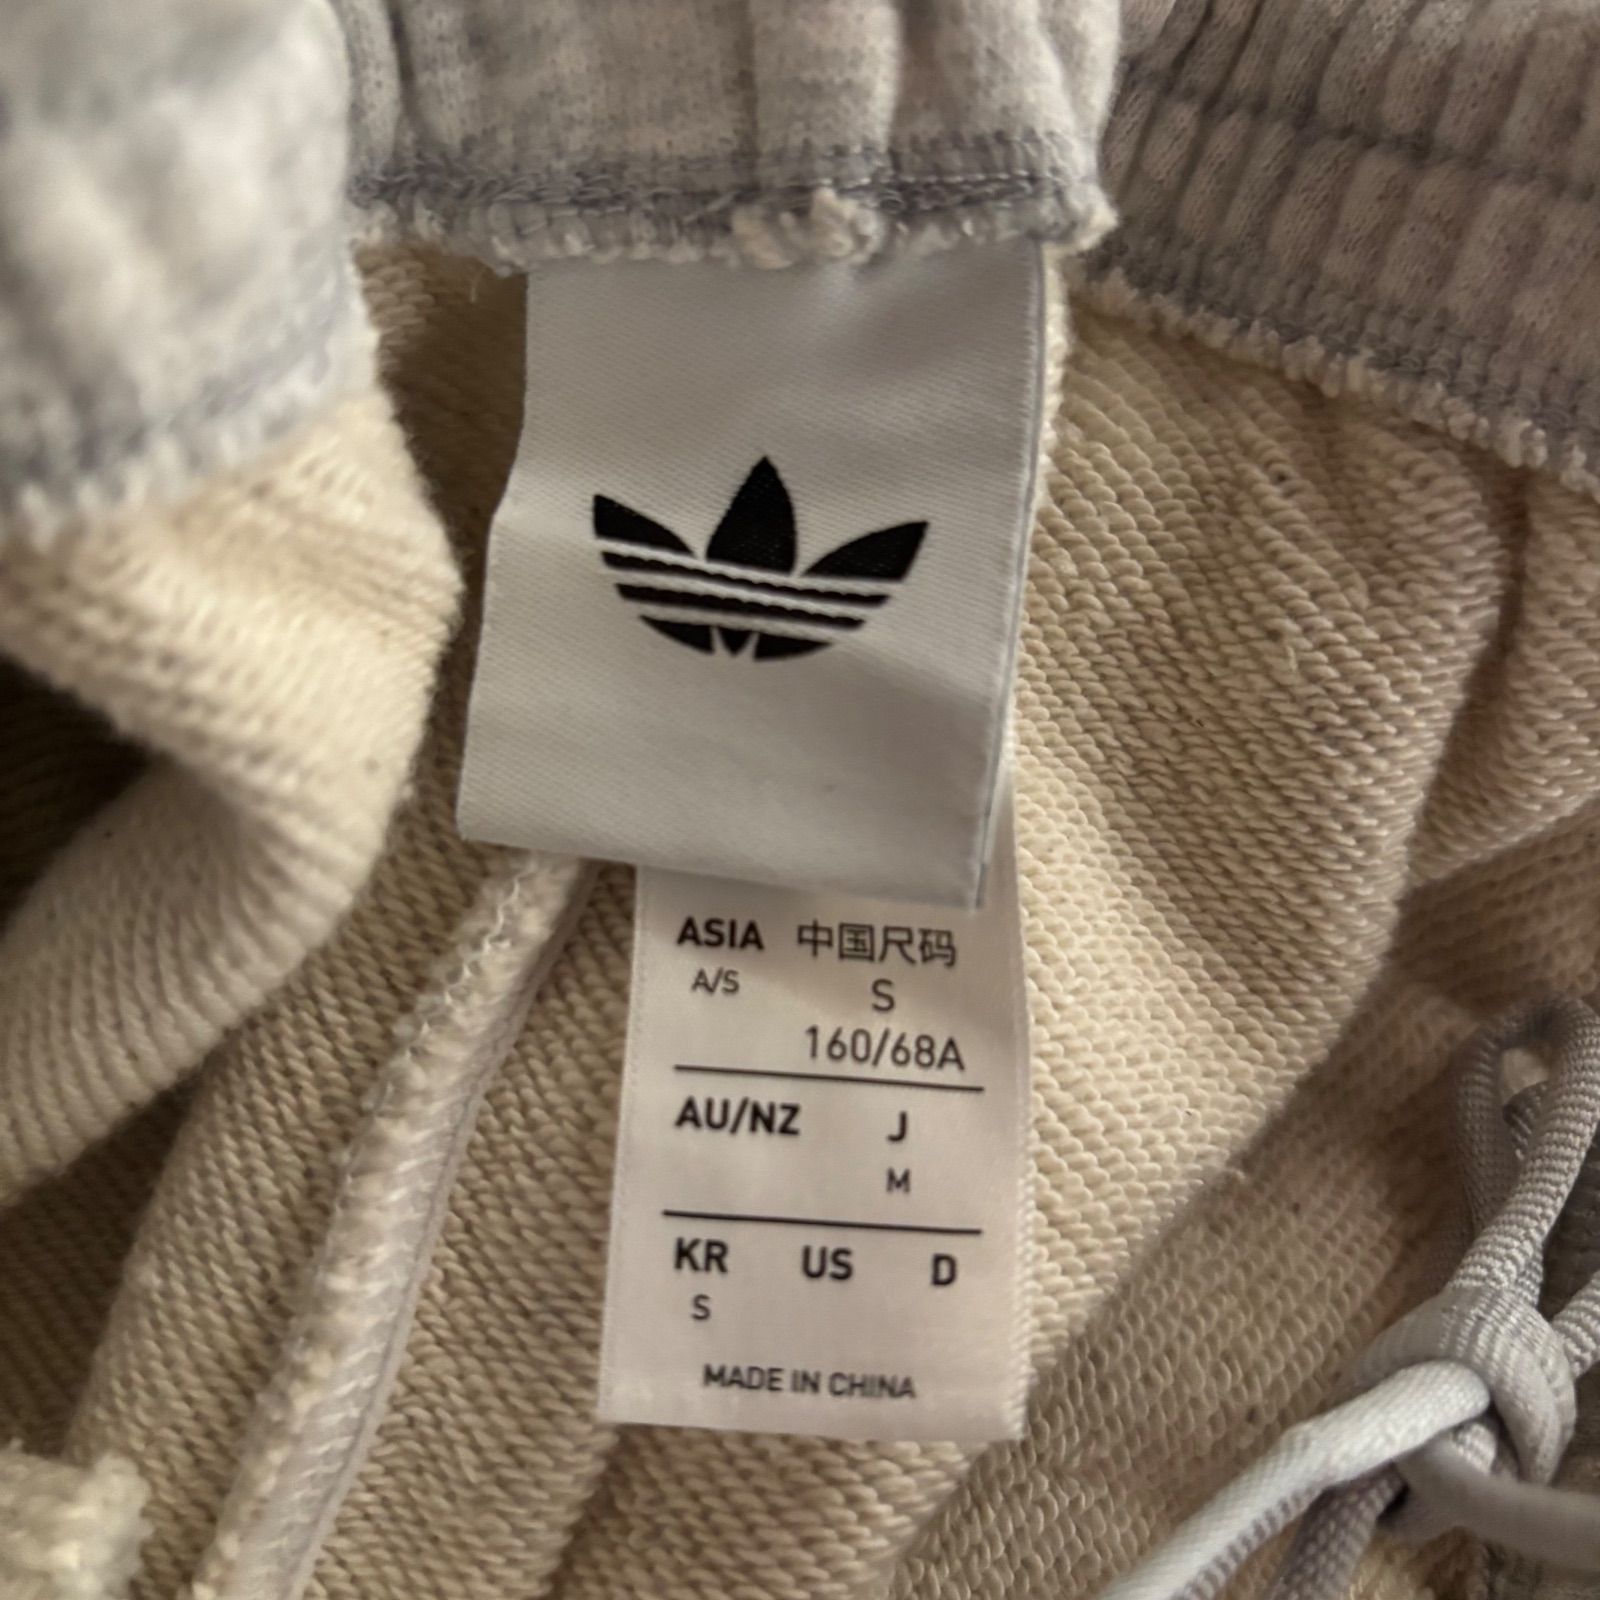 ASIA 中国尺码
A/S S
160/68A
AU/NZ J
M
KR US D
S
MADE IN CHINA